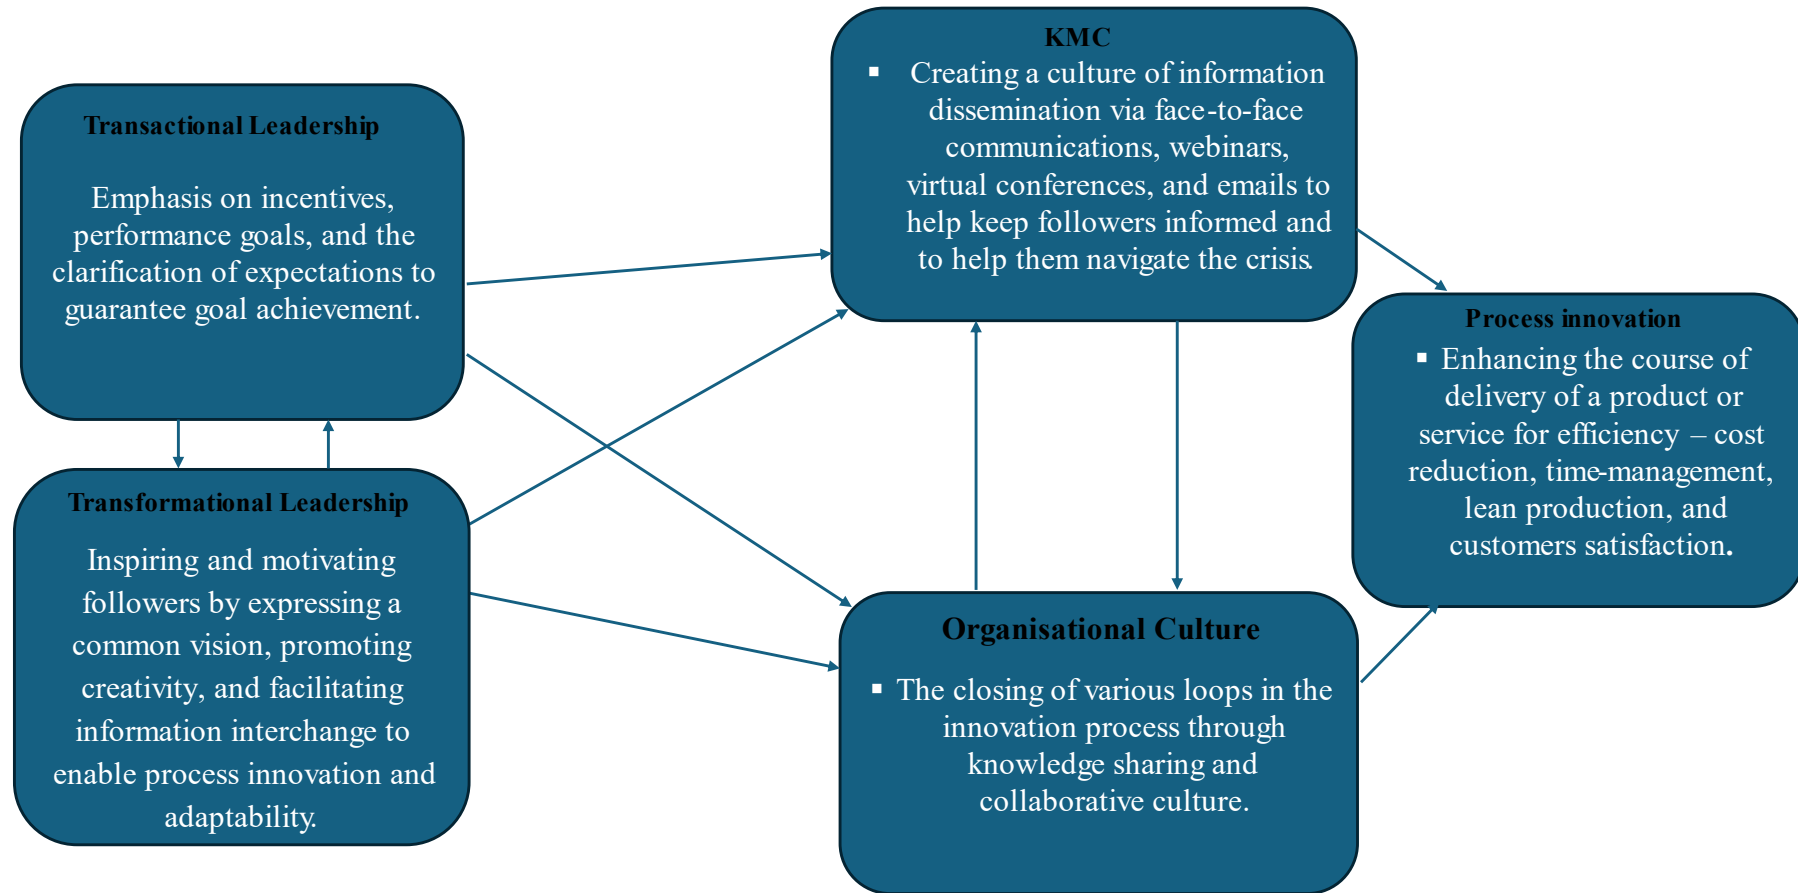 Transactional Leadership
Emphasis on incentives,
performance goals, and the
clarification of expectations to
guarantee goal achievement.
Transformational Leadership
Inspiring and motivating
followers by expressing a
common vision, promoting
creativity, and facilitating
information interchange to
enable process innovation and
adaptability.
KMC
▪ Creating a culture of information
dissemination via face-to-face
communications, webinars,
virtual conferences, and emails to
help keep followers informed and
to help them navigate the crisis.
Organisational Culture
▪ The closing of various loops in the
innovation process through
knowledge sharing and
collaborative culture.
Process innovation
▪ Enhancing the course of
delivery of a product or
service for efficiency – cost
reduction, time-management,
lean production, and
customers satisfaction.